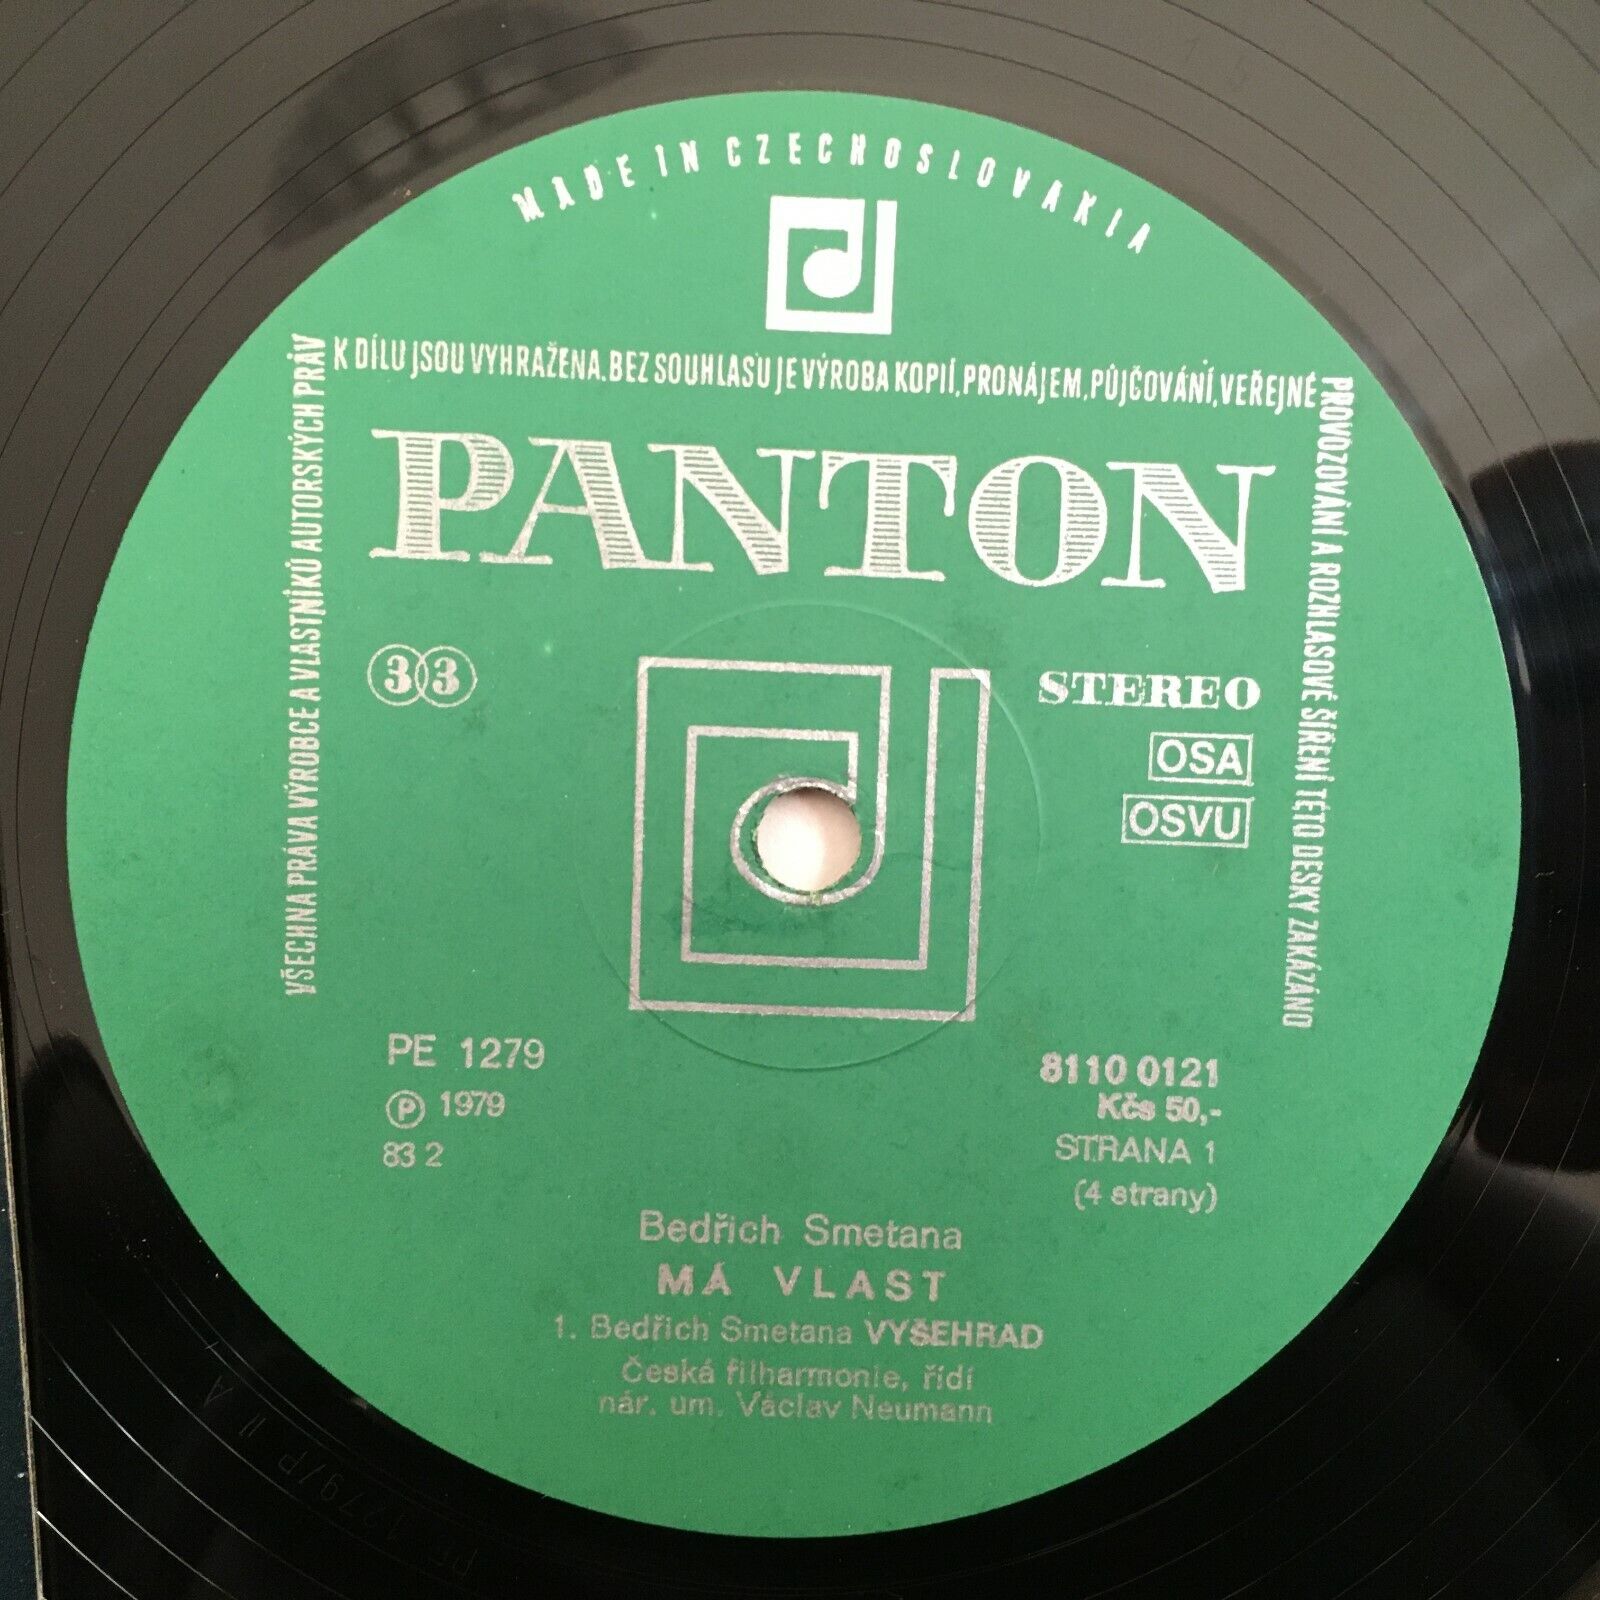 MADE IN CZECHOSLOVAKIA
VŠECHNA PRÁVA VÝROBCE A VLASTNÍKŮ AUTORSKÝCH PRÁV
K DÍLU JSOU VYHRAŽENA. BEZ SOUHLASU JE VÝROBA KOPIÍ, PRONÁJEM, PŮJČOVÁNÍ, VEŘEJNÉ
PROVOZOVÁNÍ A ROZHLASOVÉ ŠÍŘENÍ TÉTO DESKY ZAKÁZÁNO
PANTON
33
STEREO
OSA
OSVU
PE 1279
℗ 1979
83 2
8110 0121
Kčs 50,-
STRANA 1
(4 strany)
Bedřich Smetana
MÁ VLAST
1. Bedřich Smetana VYŠEHRAD
Česká filharmonie, řídí
nár. um. Václav Neumann
PE 1279/P II A